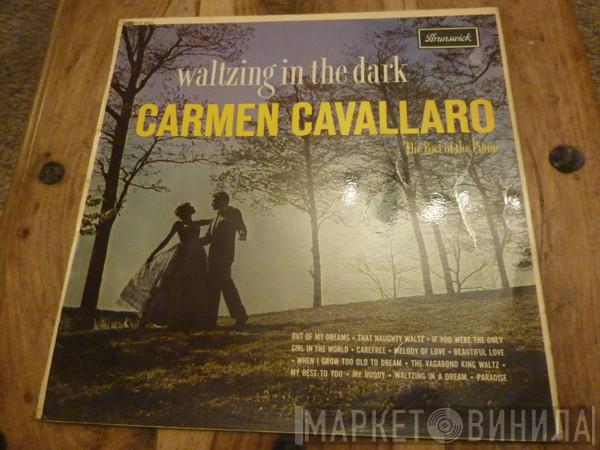 Brunswick
waltzing in the dark
CARMEN CAVALLARO
The Poet of the Piano
OUT OF MY DREAMS • THAT NAUGHTY WALTZ • IF YOU WERE THE ONLY
GIRL IN THE WORLD • CAREFREE • MELODY OF LOVE • BEAUTIFUL LOVE
• WHEN I GROW TOO OLD TO DREAM • THE VAGABOND KING WALTZ •
MY BEST TO YOU • MY BUDDY • WALTZING IN A DREAM • PARADISE
МАРКЕТ ВИНИЛА